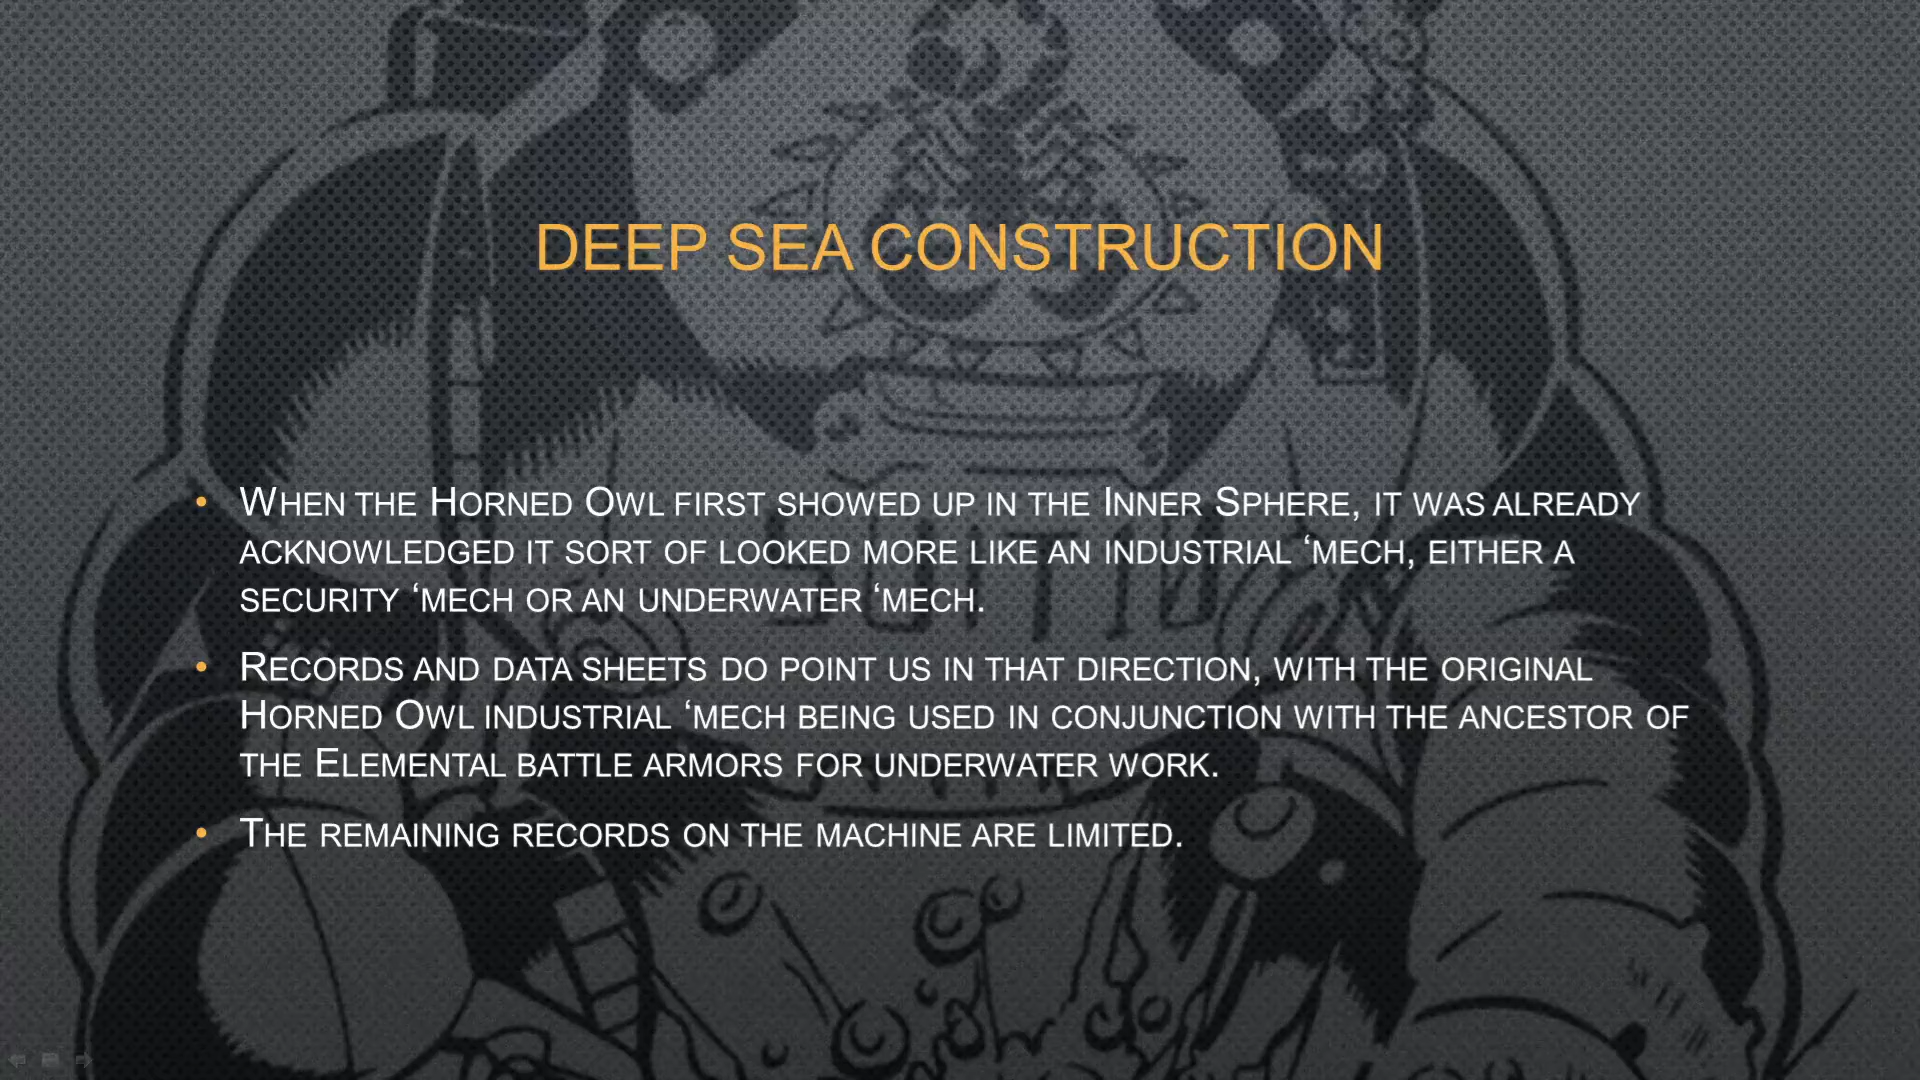 DEEP SEA CONSTRUCTION
• When the Horned Owl first showed up in the Inner Sphere, it was already
acknowledged it sort of looked more like an industrial ‘mech, either a
security ‘mech or an underwater ‘mech.
• Records and data sheets do point us in that direction, with the original
Horned Owl industrial ‘mech being used in conjunction with the ancestor of
the Elemental battle armors for underwater work.
• The remaining records on the machine are limited.